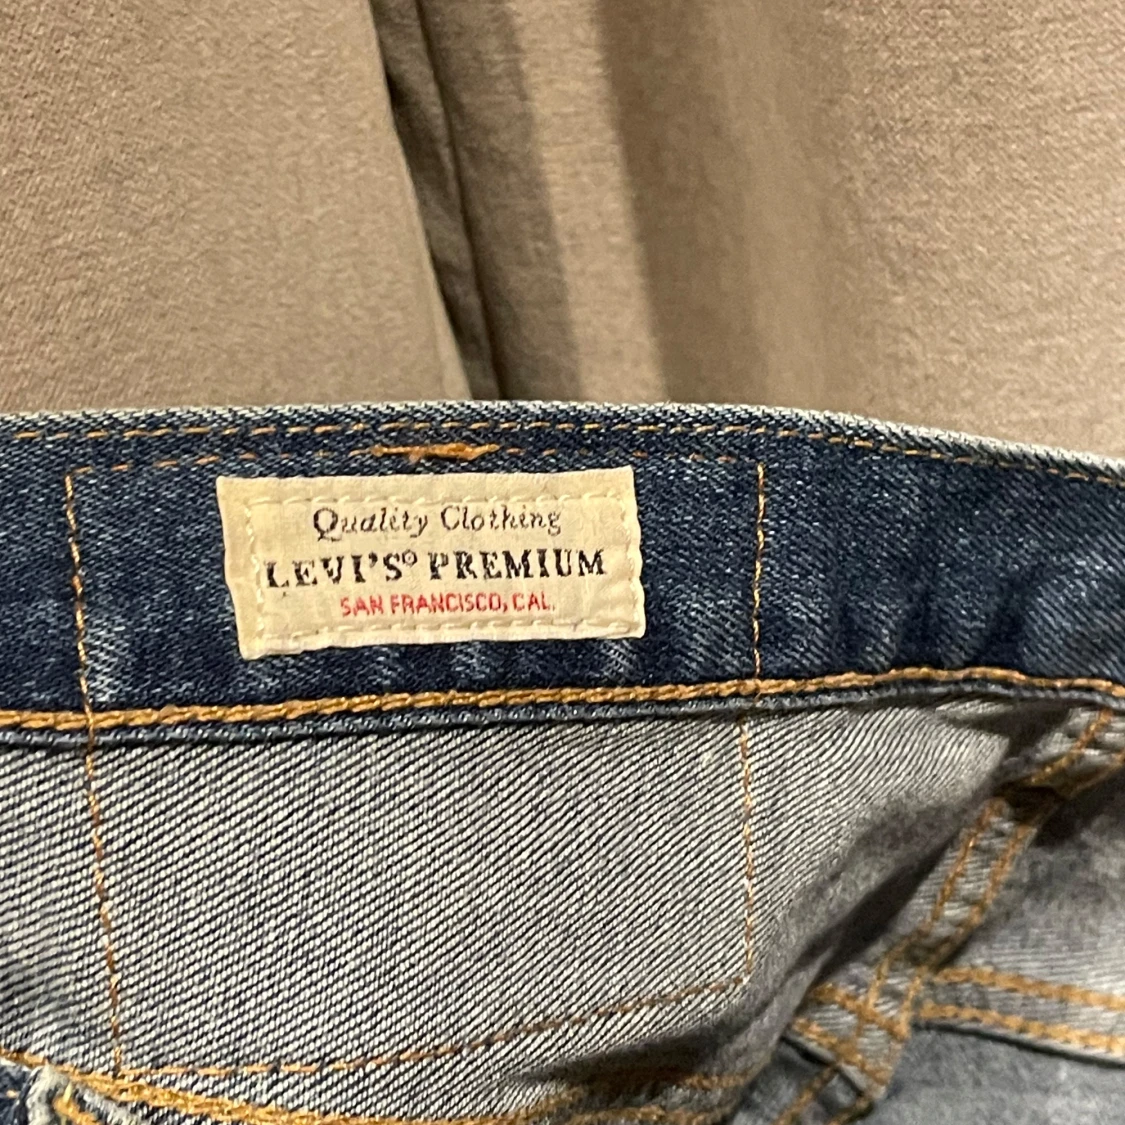 Quality Clothing
LEVI'S® PREMIUM
SAN FRANCISCO, CAL.